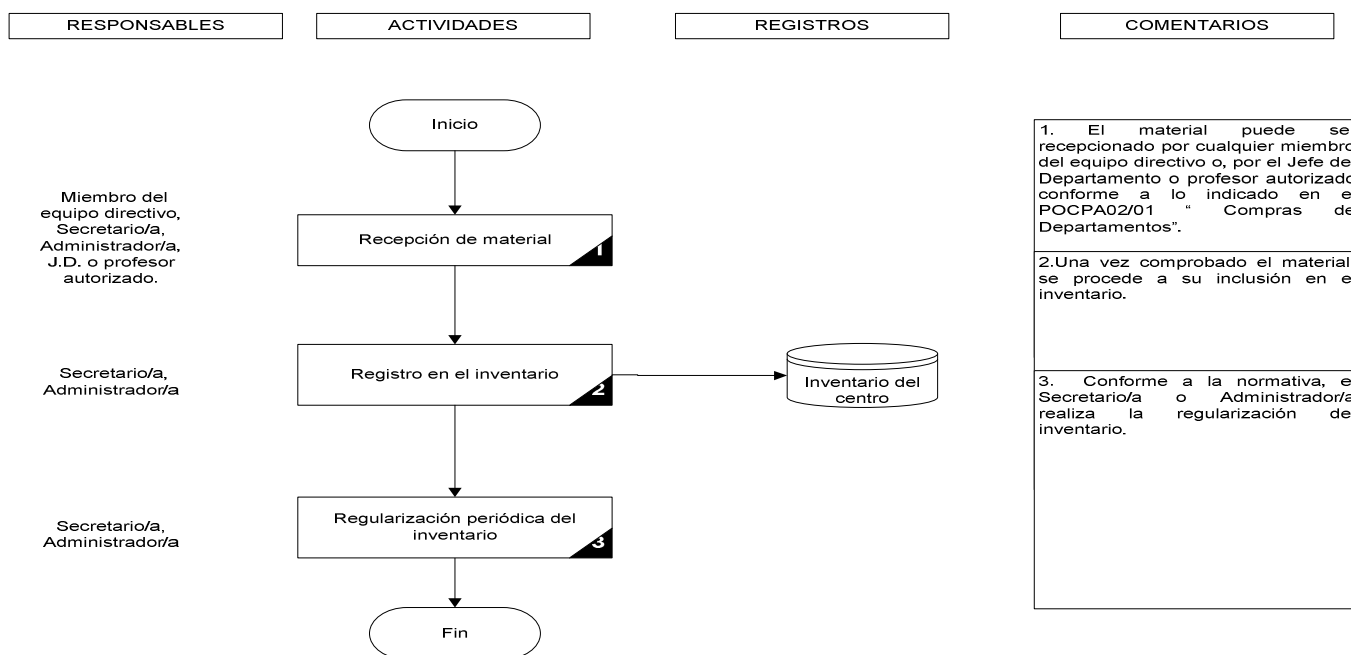 RESPONSABLES
ACTIVIDADES
REGISTROS
COMENTARIOS
Inicio
Miembro del
equipo directivo,
Secretario/a,
Administrador/a,
J.D. o profesor
autorizado.
Recepción de material
1
1. El material puede se
recepcionado por cualquier miembro
del equipo directivo o, por el Jefe de
Departamento o profesor autorizado
conforme a lo indicado en e
POCPA02/01 “ Compras de
Departamentos”.
Secretario/a,
Administrador/a
Registro en el inventario
2
Inventario del
centro
2.Una vez comprobado el material
se procede a su inclusión en e
inventario.
Secretario/a,
Administrador/a
Regularización periódica del
inventario
3
3. Conforme a la normativa, e
Secretario/a o Administrador/a
realiza la regularización de
inventario.
Fin